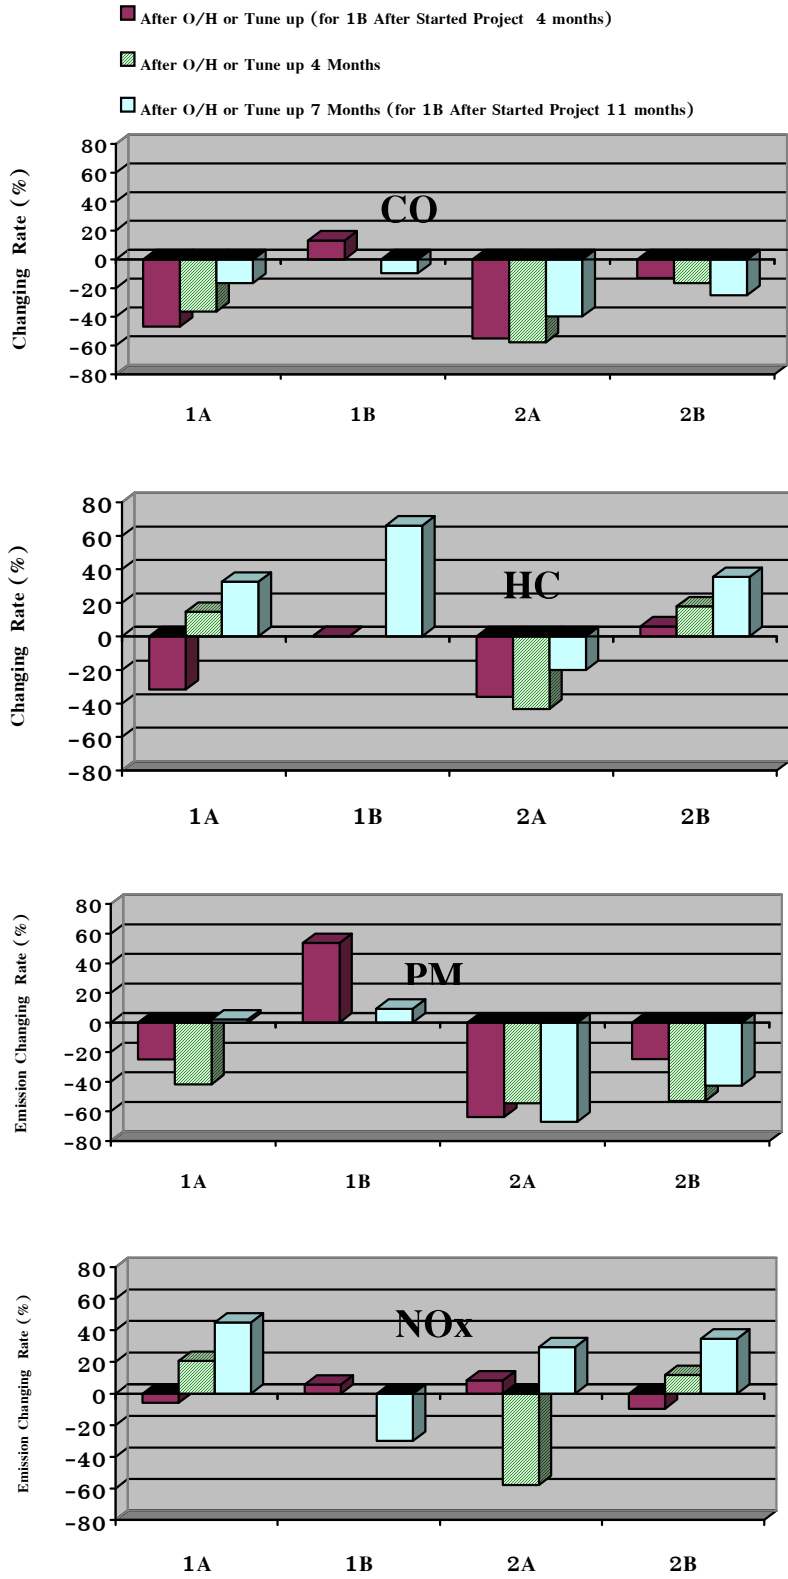 After O/H or Tune up (for 1B After Started Project 4 months)
After O/H or Tune up 4 Months
After O/H or Tune up 7 Months (for 1B After Started Project 11 months)
Changing Rate (%)
80
60
40
20
0
-20
-40
-60
-80
CO
1A 1B 2A 2B
Changing Rate (%)
80
60
40
20
0
-20
-40
-60
-80
HC
1A 1B 2A 2B
Emission Changing Rate (%)
80
60
40
20
0
-20
-40
-60
-80
PM
1A 1B 2A 2B
Emission Changing Rate (%)
80
60
40
20
0
-20
-40
-60
-80
NOx
1A 1B 2A 2B